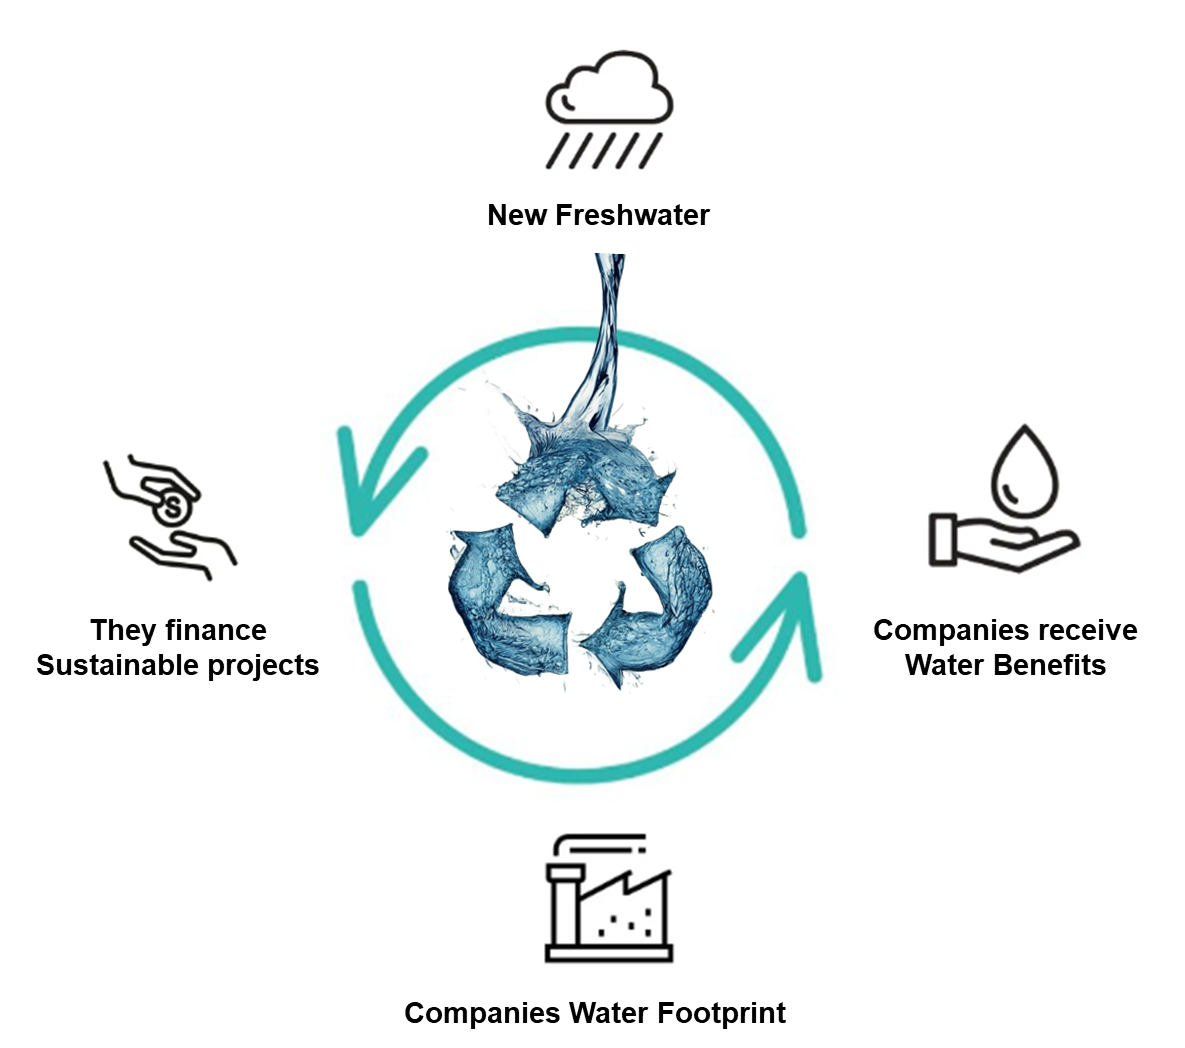 New Freshwater
They finance
Sustainable projects
Companies receive
Water Benefits
Companies Water Footprint